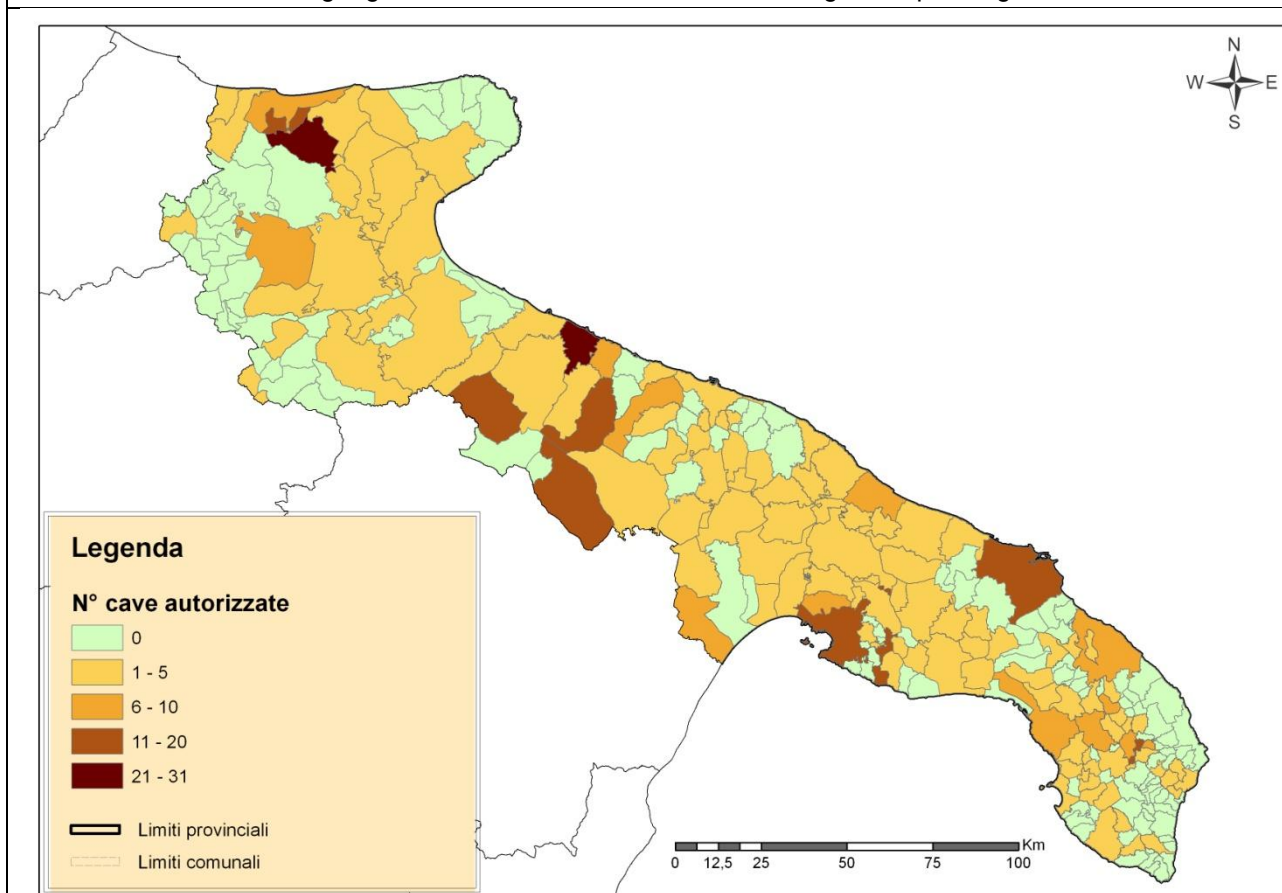 N
W E
S
Legenda
N° cave autorizzate
0
1 - 5
6 - 10
11 - 20
21 - 31
Limiti provinciali
Limiti comunali
Km
0 12,5 25 50 75 100